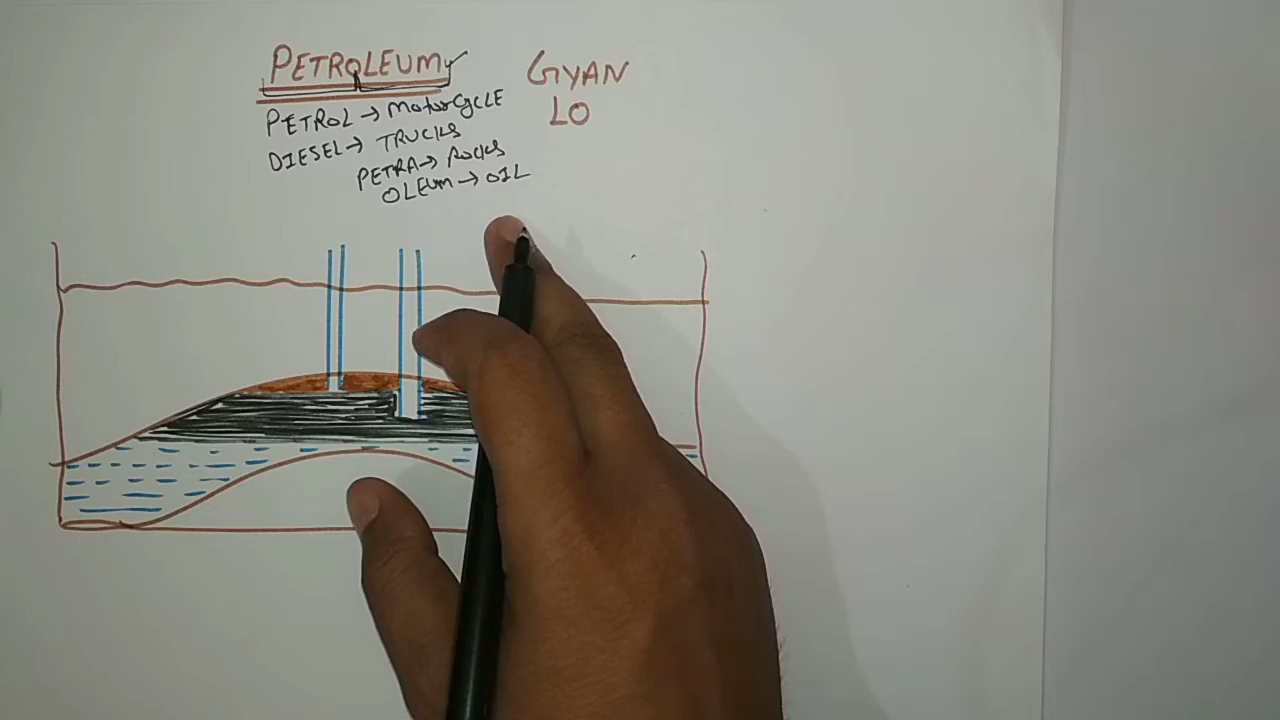 PETROLEUM
GYAN
LO
PETROL → MOTORCYCLE
DIESEL → TRUCKS
PETRA → ROCKS
OLEUM → OIL